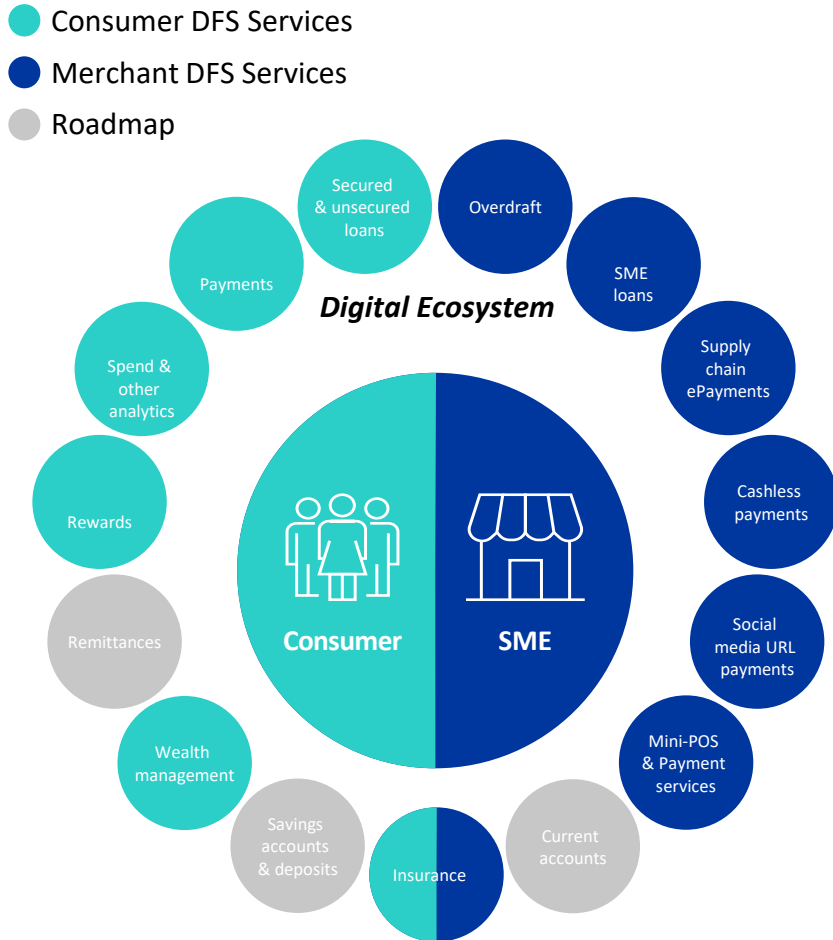 Consumer DFS Services
Merchant DFS Services
Roadmap
Secured
& unsecured
loans
Overdraft
Payments
SME
loans
Digital Ecosystem
Spend &
other
analytics
Supply
chain
ePayments
Rewards
Cashless
payments
Consumer
SME
Remittances
Social
media URL
payments
Wealth
management
Mini-POS
& Payment
services
Savings
accounts
& deposits
Insurance
Current
accounts